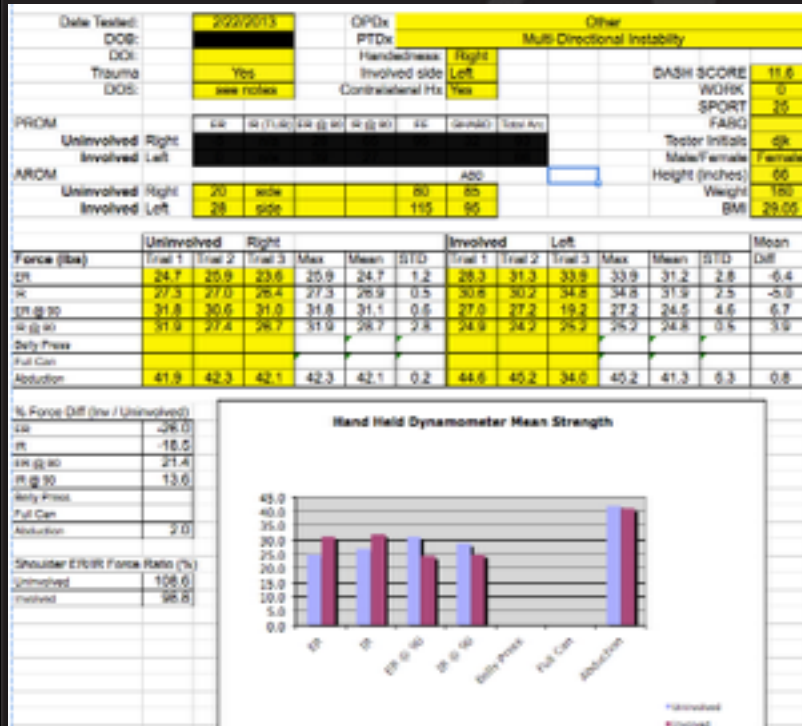 Date Tested: 2/22/2013 OPDx Other
DOB: PTDx Multi-Directional Instability
DOI: Handedness: Right
Trauma Yes Involved side Left DASH SCORE 11.6
DOS: see notes Contralateral Hx Yes WORK 0
SPORT 25
PROM ER ER @ 90 IR @ 90 FE Total Arc FABQ
Uninvolved Right Tester Initials djk
Involved Left Male/Female Female
AROM ABD Height (inches) 66
Uninvolved Right 20 side 80 85 Weight 180
Involved Left 28 side 115 95 BMI 29.05
Uninvolved Right Involved Left Mean
Force (lbs) Trial 1 Trial 2 Trial 3 Max Mean STD Trial 1 Trial 2 Trial 3 Max Mean STD Diff
ER 24.7 25.9 23.6 25.9 24.7 1.2 28.3 31.3 33.9 33.9 31.2 2.8 -6.4
IR 27.3 27.0 26.4 27.3 26.9 0.5 30.8 30.2 34.8 34.8 31.9 2.5 -5.0
ER @ 90 31.8 30.6 31.0 31.8 31.1 0.6 27.0 27.2 19.2 27.2 24.5 4.6 6.7
IR @ 90 31.9 27.4 26.7 31.9 28.7 2.8 24.9 24.2 25.2 25.2 24.8 0.5 3.9
Belly Press
Full Can
Abduction 41.9 42.3 42.1 42.3 42.1 0.2 44.6 45.2 34.0 45.2 41.3 6.3 0.8
% Force Diff (Inv / Uninvolved)
ER -26.0
IR -18.5
ER @ 90 21.4
IR @ 90 13.6
Belly Press
Full Can
Abduction 2.0
Shoulder ER/IR Force Ratio (%)
Uninvolved 108.6
Involved 98.8
Hand Held Dynamometer Mean Strength
45.0
40.0
35.0
30.0
25.0
20.0
15.0
10.0
5.0
0.0
ER IR ER @ 90 IR @ 90 Belly Press Full Can Abduction
Uninvolved
Involved